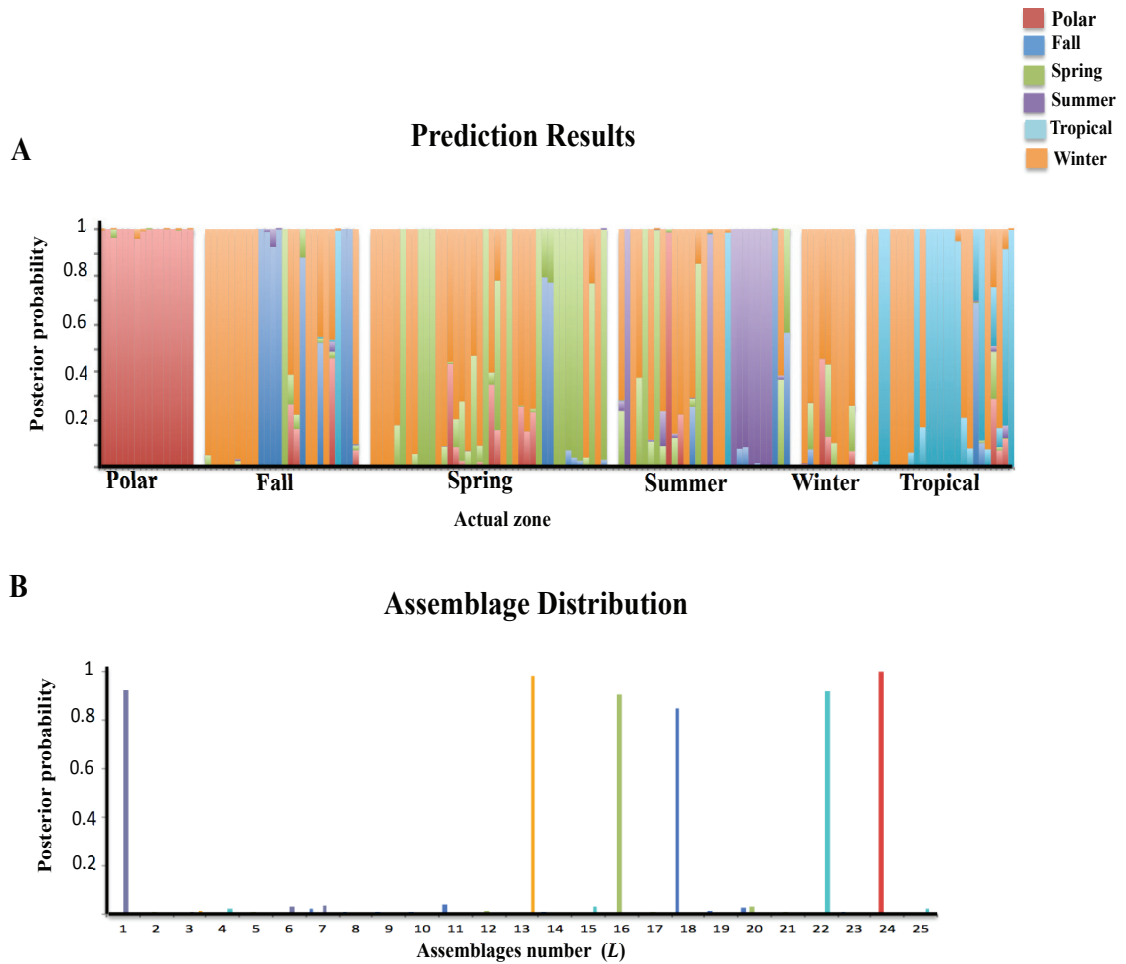 Polar
Fall
Spring
Summer
Tropical
Winter
A
Prediction Results
Posterior probability
1
0.8
0.6
0.4
0.2
Polar Fall Spring Summer Winter Tropical
Actual zone
B
Assemblage Distribution
Posterior probability
1
0.8
0.6
0.4
0.2
1 2 3 4 5 6 7 8 9 10 11 12 13 14 15 16 17 18 19 20 21 22 23 24 25
Assemblages number (L)